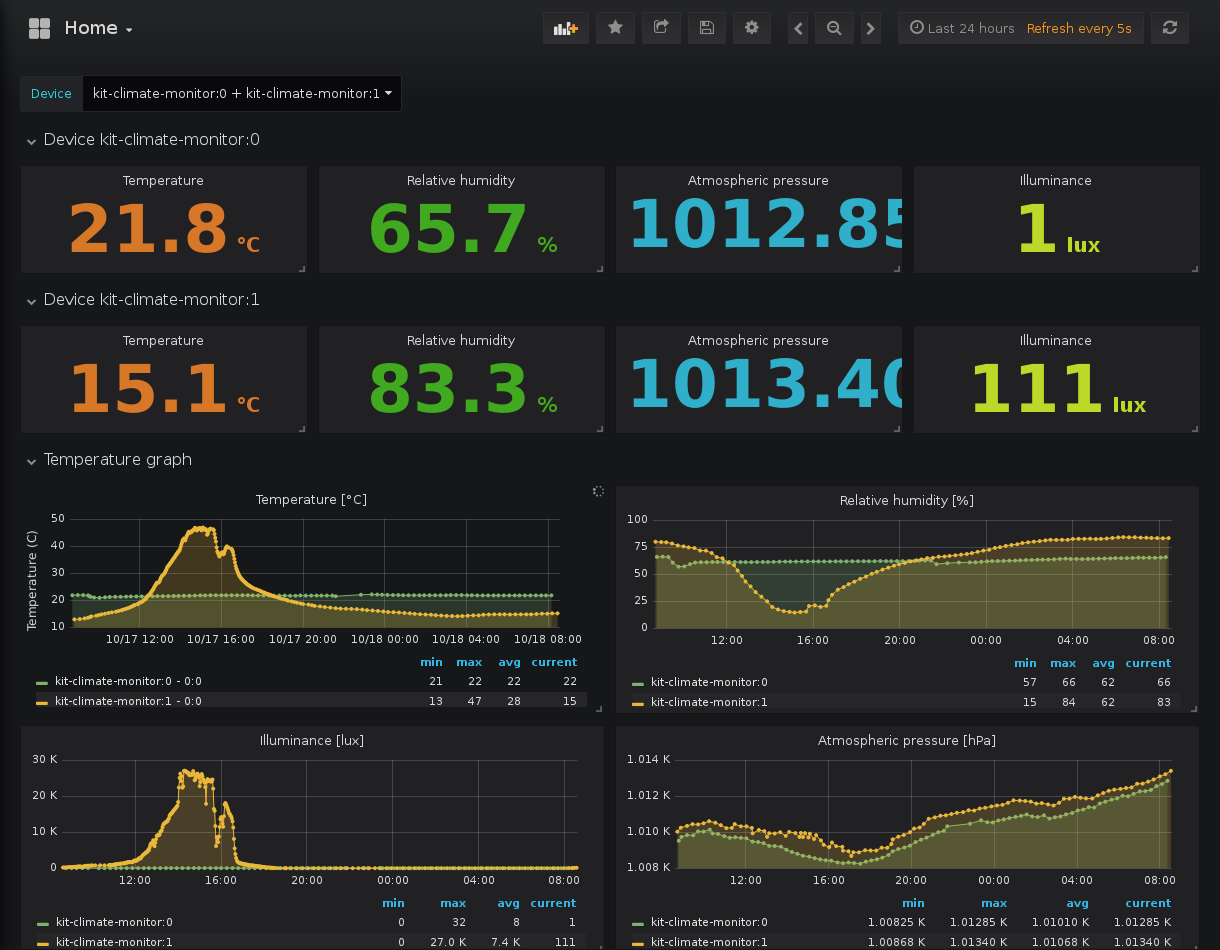 Home
Last 24 hours Refresh every 5s
Device kit-climate-monitor:0 + kit-climate-monitor:1
Device kit-climate-monitor:0
Temperature Relative humidity Atmospheric pressure Illuminance
21.8 °C 65.7 % 1012.85 1 lux
Device kit-climate-monitor:1
Temperature Relative humidity Atmospheric pressure Illuminance
15.1 °C 83.3 % 1013.40 111 lux
Temperature graph
Temperature [°C]
Temperature (C)
50
40
30
20
10
10/17 12:00 10/17 16:00 10/17 20:00 10/18 00:00 10/18 04:00 10/18 08:00
min max avg current
kit-climate-monitor:0 - 0:0 21 22 22 22
kit-climate-monitor:1 - 0:0 13 47 28 15
Relative humidity [%]
100
75
50
25
0
12:00 16:00 20:00 00:00 04:00 08:00
min max avg current
kit-climate-monitor:0 57 66 62 66
kit-climate-monitor:1 15 84 62 83
Illuminance [lux]
30 K
20 K
10 K
0
12:00 16:00 20:00 00:00 04:00 08:00
min max avg current
kit-climate-monitor:0 0 32 8 1
kit-climate-monitor:1 0 27.0 K 7.4 K 111
Atmospheric pressure [hPa]
1.014 K
1.012 K
1.010 K
1.008 K
12:00 16:00 20:00 00:00 04:00 08:00
min max avg current
kit-climate-monitor:0 1.00825 K 1.01285 K 1.01010 K 1.01285 K
kit-climate-monitor:1 1.00868 K 1.01340 K 1.01068 K 1.01340 K